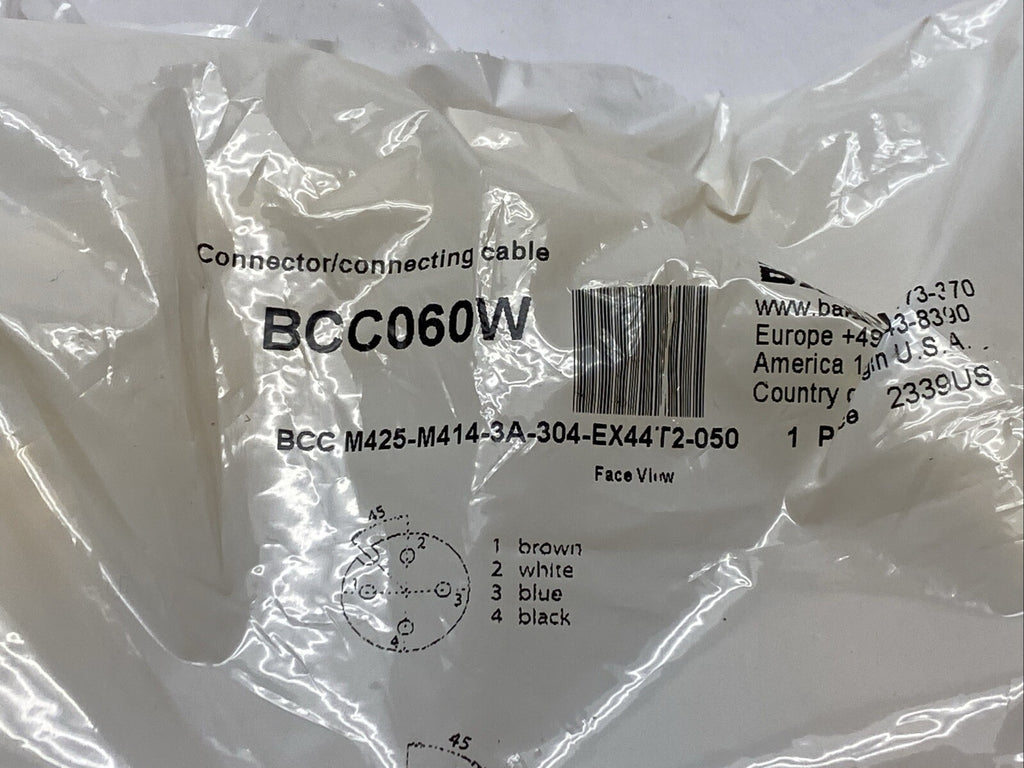 Connector/connecting cable
BCC060W
BCC M425-M414-3A-304-EX44T2-050
Face View
www.ba
73-370
Europe +49
43-8390
America 1
in U.S.A.
Country
2339US
1 P
45
2
1
3
4
1 brown
2 white
3 blue
4 black
45